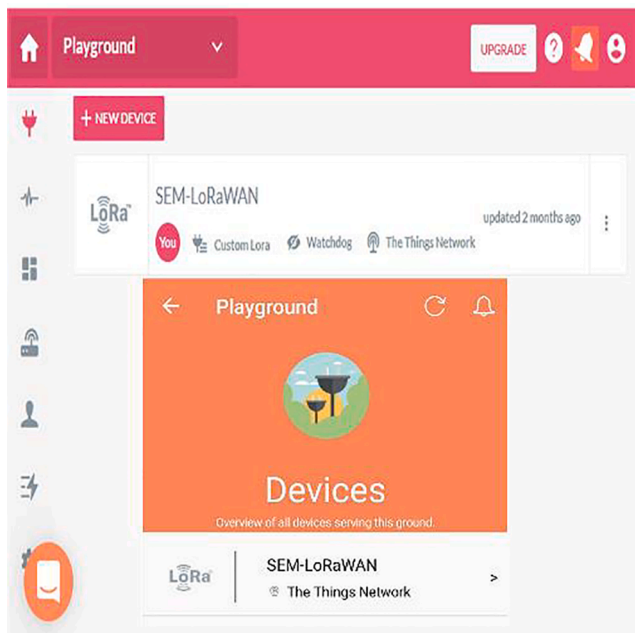 Playground
UPGRADE
?
+ NEW DEVICE
LoRa™
SEM-LoRaWAN
updated 2 months ago
You Custom Lora Watchdog The Things Network
Playground
Devices
Overview of all devices serving this ground.
LoRa
SEM-LoRaWAN
The Things Network
>